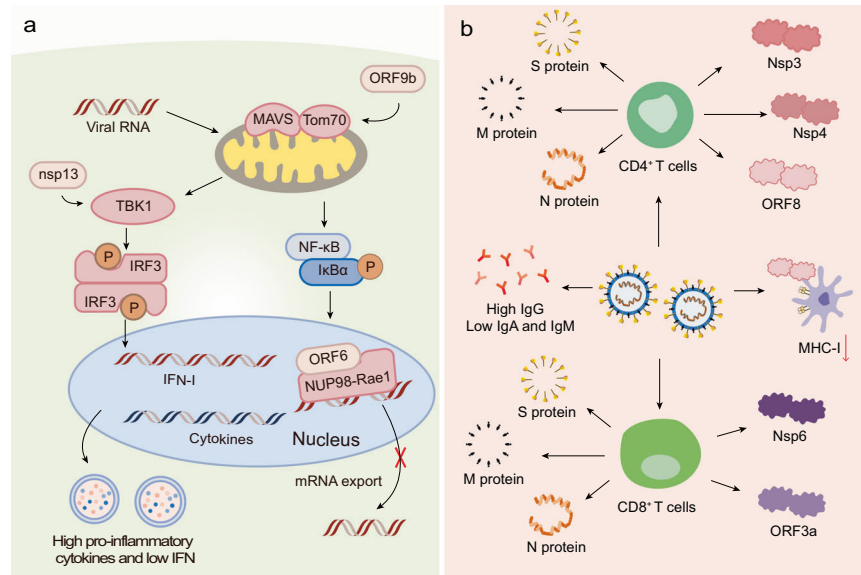 a
ORF9b
Viral RNA
MAVS
Tom70
nsp13
TBK1
P
IRF3
IRF3
P
NF-κB
IκBα
P
IFN-I
ORF6
NUP98-Rae1
Cytokines
Nucleus
mRNA export
High pro-inflammatory
cytokines and low IFN
b
S protein
M protein
N protein
CD4⁺ T cells
Nsp3
Nsp4
ORF8
High IgG
Low IgA and IgM
MHC-I
S protein
M protein
N protein
CD8⁺ T cells
Nsp6
ORF3a